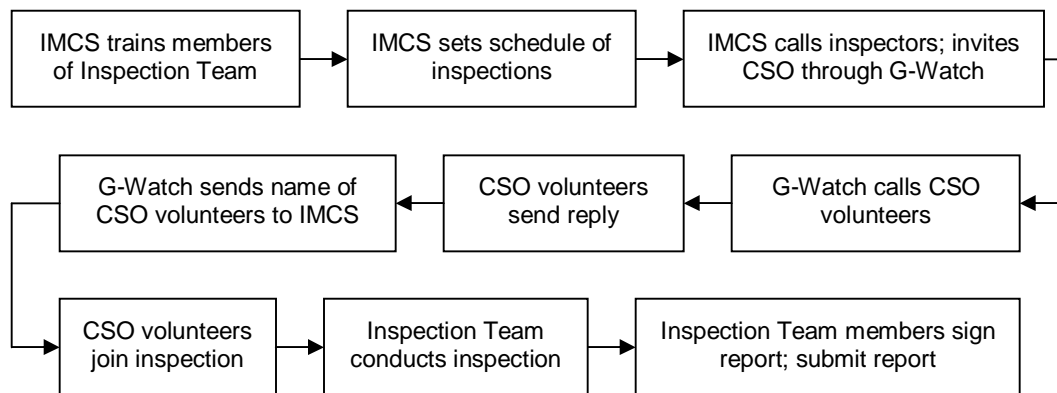 IMCS trains members
of Inspection Team
IMCS sets schedule of
inspections
IMCS calls inspectors; invites
CSO through G-Watch
G-Watch calls CSO
volunteers
CSO volunteers
send reply
G-Watch sends name of
CSO volunteers to IMCS
CSO volunteers
join inspection
Inspection Team
conducts inspection
Inspection Team members sign
report; submit report